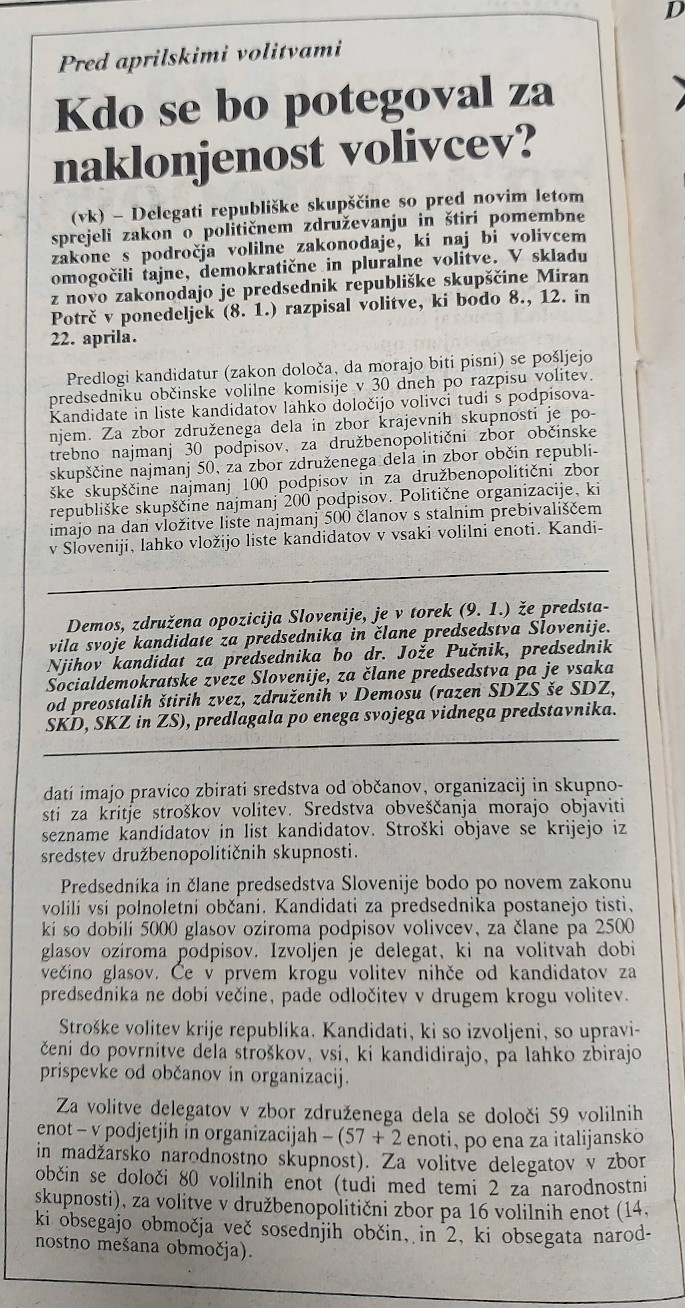 D
Pred aprilskimi volitvami
Kdo se bo potegoval za
naklonjenost volivcev?
(vk) – Delegati republiške skupščine so pred novim letom
sprejeli zakon o političnem združevanju in štiri pomembne
zakone s področja volilne zakonodaje, ki naj bi volivcem
omogočili tajne, demokratične in pluralne volitve. V skladu
z novo zakonodajo je predsednik republiške skupščine Miran
Potrč v ponedeljek (8. 1.) razpisal volitve, ki bodo 8., 12. in
22. aprila.
Predlogi kandidatur (zakon določa, da morajo biti pisni) se pošljejo
predsedniku občinske volilne komisije v 30 dneh po razpisu volitev.
Kandidate in liste kandidatov lahko določijo volivci tudi s podpisova-
njem. Za zbor združenega dela in zbor krajevnih skupnosti je po-
trebno najmanj 30 podpisov, za družbenopolitični zbor občinske
skupščine najmanj 50, za zbor združenega dela in zbor občin republi-
ške skupščine najmanj 100 podpisov in za družbenopolitični zbor
republiške skupščine najmanj 200 podpisov. Politične organizacije, ki
imajo na dan vložitve liste najmanj 500 članov s stalnim prebivališčem
v Sloveniji, lahko vložijo liste kandidatov v vsaki volilni enoti. Kandi-
Demos, združena opozicija Slovenije, je v torek (9. 1.) že predsta-
vila svoje kandidate za predsednika in člane predsedstva Slovenije.
Njihov kandidat za predsednika bo dr. Jože Pučnik, predsednik
Socialdemokratske zveze Slovenije, za člane predsedstva pa je vsaka
od preostalih štirih zvez, združenih v Demosu (razen SDZS še SDZ,
SKD, SKZ in ZS), predlagala po enega svojega vidnega predstavnika.
dati imajo pravico zbirati sredstva od občanov, organizacij in skupno-
sti za kritje stroškov volitev. Sredstva obveščanja morajo objaviti
sezname kandidatov in list kandidatov. Stroški objave se krijejo iz
sredstev družbenopolitičnih skupnosti.
Predsednika in člane predsedstva Slovenije bodo po novem zakonu
volili vsi polnoletni občani. Kandidati za predsednika postanejo tisti,
ki so dobili 5000 glasov oziroma podpisov volivcev, za člane pa 2500
glasov oziroma podpisov. Izvoljen je delegat, ki na volitvah dobi
večino glasov. Če v prvem krogu volitev nihče od kandidatov za
predsednika ne dobi večine, pade odločitev v drugem krogu volitev.
Stroške volitev krije republika. Kandidati, ki so izvoljeni, so upravi-
čeni do povrnitve dela stroškov, vsi, ki kandidirajo, pa lahko zbirajo
prispevke od občanov in organizacij.
Za volitve delegatov v zbor združenega dela se določi 59 volilnih
enot – v podjetjih in organizacijah – (57 + 2 enoti, po ena za italijansko
in madžarsko narodnostno skupnost). Za volitve delegatov v zbor
občin se določi 80 volilnih enot (tudi med temi 2 za narodnostni
skupnosti), za volitve v družbenopolitični zbor pa 16 volilnih enot (14,
ki obsegajo območja več sosednjih občin, in 2, ki obsegata narod-
nostno mešana območja).